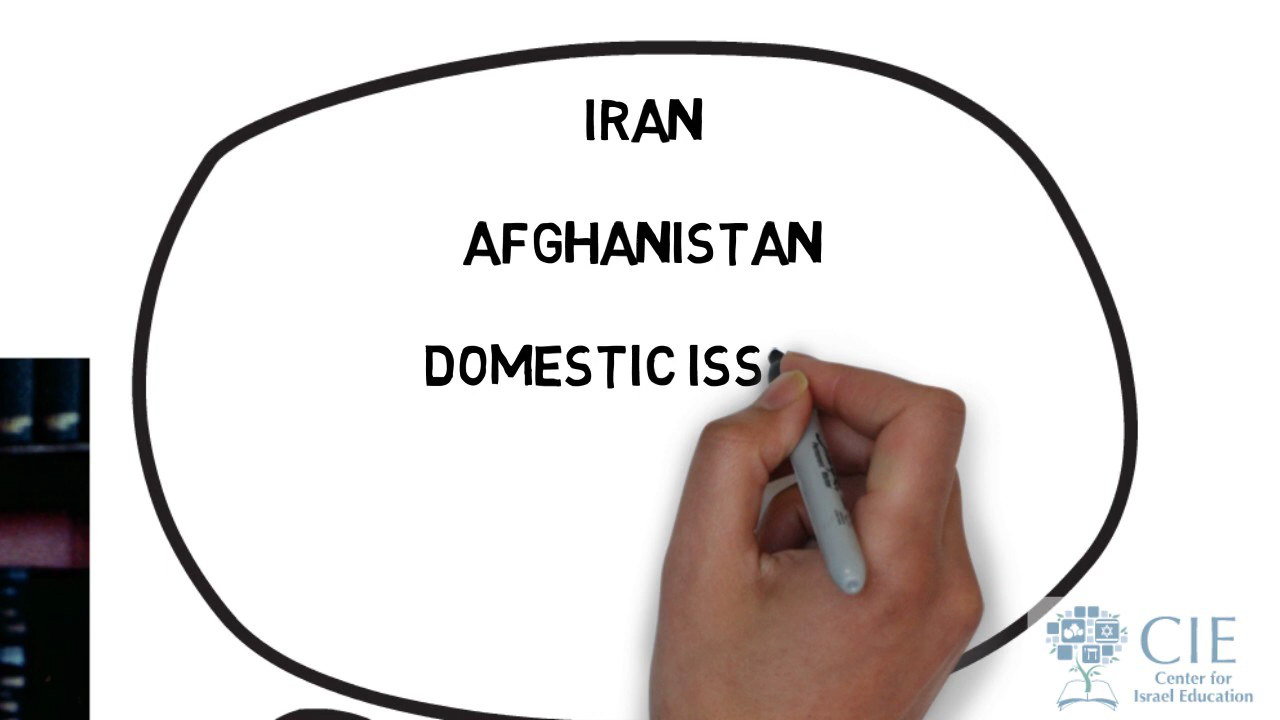 IRAN
AFGHANISTAN
DOMESTIC ISS
CIE
Center for
Israel Education